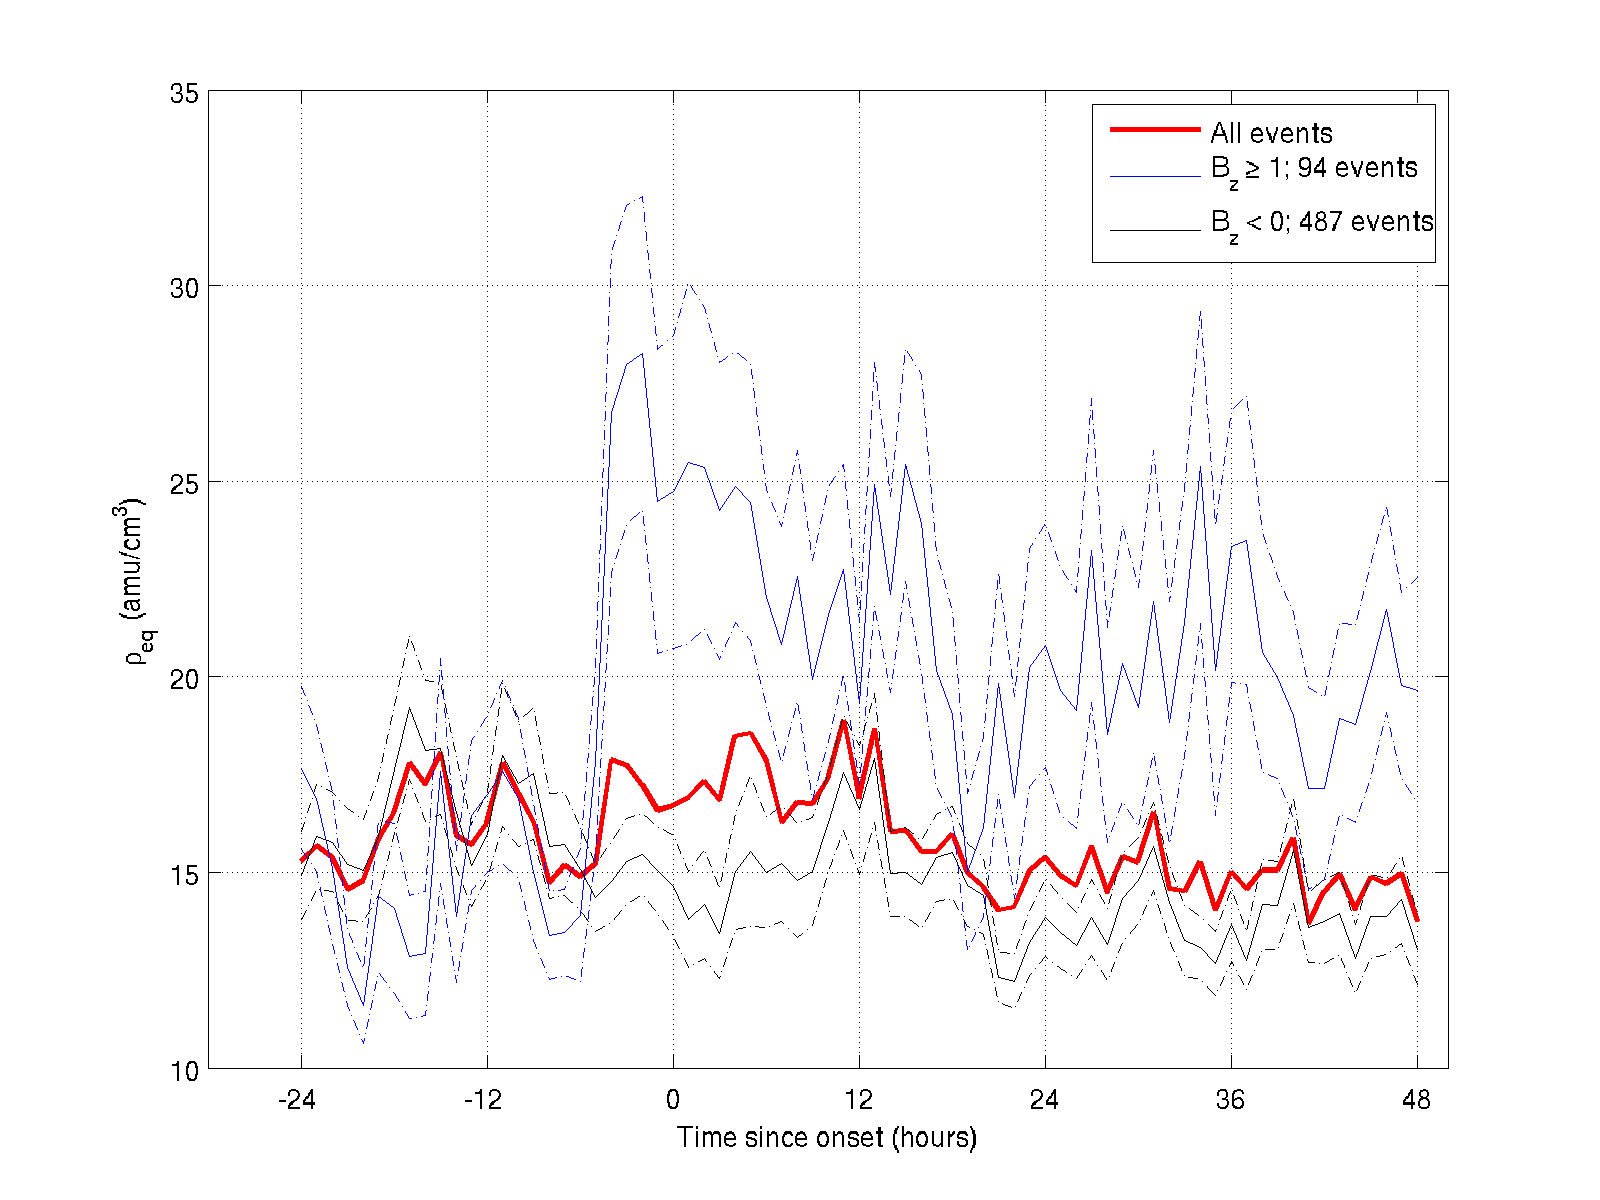 35
30
25
20
15
10
ρeq (amu/cm³)
All events
Bz ≥ 1; 94 events
Bz < 0; 487 events
-24 -12 0 12 24 36 48
Time since onset (hours)